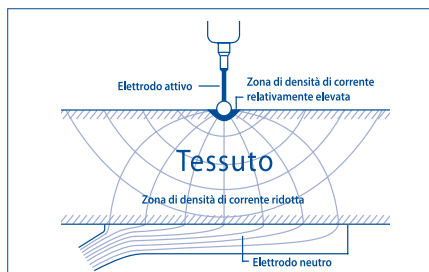 Elettrodo attivo
Zona di densità di corrente
relativamente elevata
Tessuto
Zona di densità di corrente ridotta
Elettrodo neutro